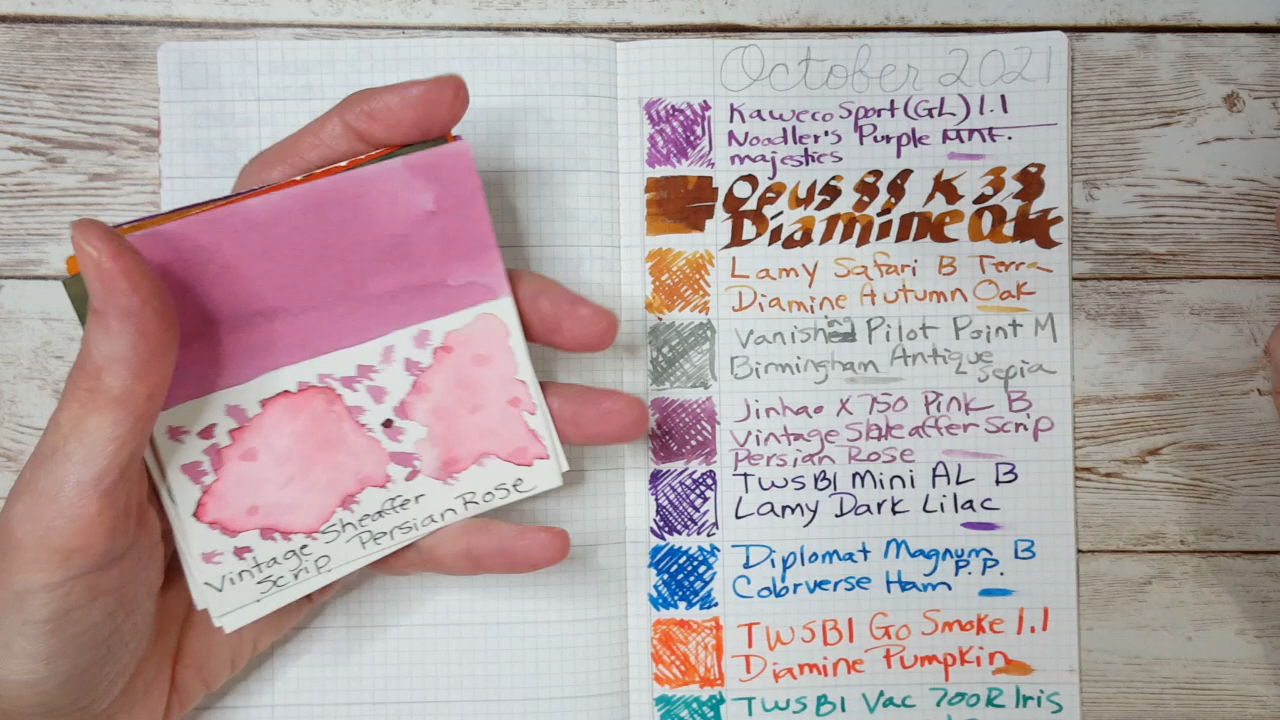 Vintage Sheaffer
Scrip Persian Rose
October 2021
Kaweco Sport (GL) 1.1
Noadler's Purple
majestics
Opus 88 K 38
Diamine Oak
Lamy Safari B Terra
Diamine Autumn Oak
Pilot Point M
Birmingham Antique
Sepia
Jinhao X750 Pink B
Vintage Sheaffer Scrip
Persian Rose
TWSBI Mini AL B
Lamy Dark Lilac
Diplomat Magnum B
P.P.
Colorverse Ham
TWSBI Go Smoke 1.1
Diamine Pumpkin
TWSBI Vac 700R Iris